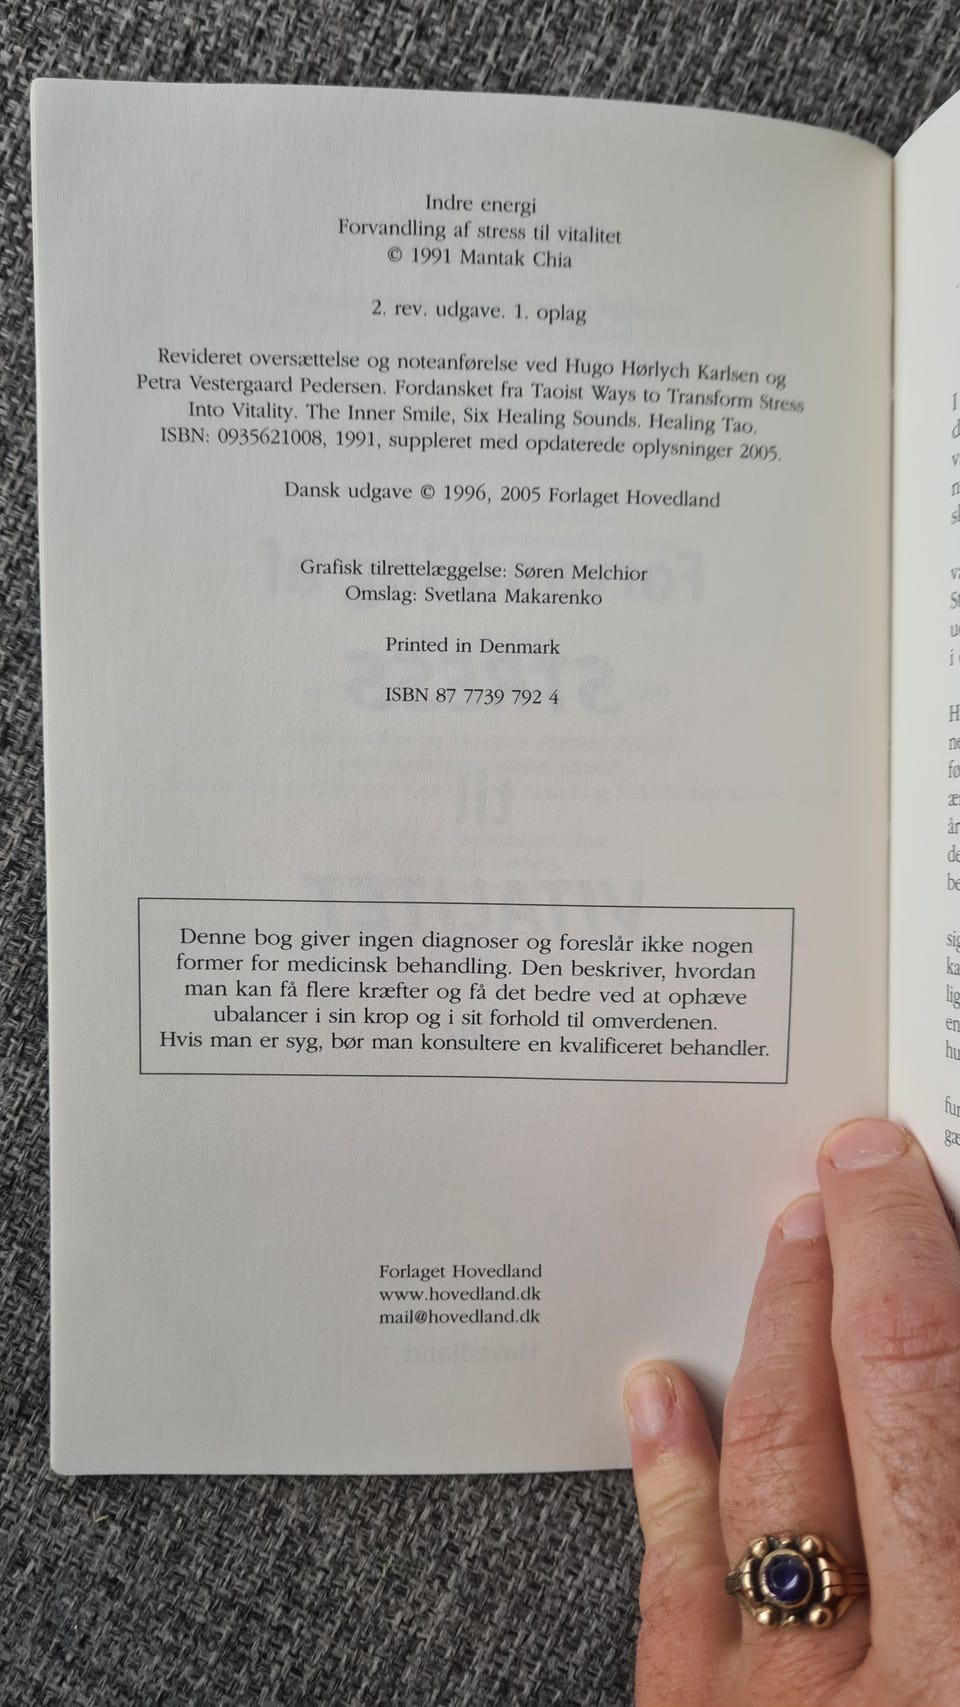 Indre energi
Forvandling af stress til vitalitet
© 1991 Mantak Chia
2. rev. udgave. 1. oplag
Revideret oversættelse og noteanførelse ved Hugo Hørlych Karlsen og
Petra Vestergaard Pedersen. Fordansket fra Taoist Ways to Transform Stress
Into Vitality. The Inner Smile, Six Healing Sounds. Healing Tao.
ISBN: 0935621008, 1991, suppleret med opdaterede oplysninger 2005.
Dansk udgave © 1996, 2005 Forlaget Hovedland
Grafisk tilrettelæggelse: Søren Melchior
Omslag: Svetlana Makarenko
Printed in Denmark
ISBN 87 7739 792 4
Denne bog giver ingen diagnoser og foreslår ikke nogen
former for medicinsk behandling. Den beskriver, hvordan
man kan få flere kræfter og få det bedre ved at ophæve
ubalancer i sin krop og i sit forhold til omverdenen.
Hvis man er syg, bør man konsultere en kvalificeret behandler.
Forlaget Hovedland
www.hovedland.dk
mail@hovedland.dk